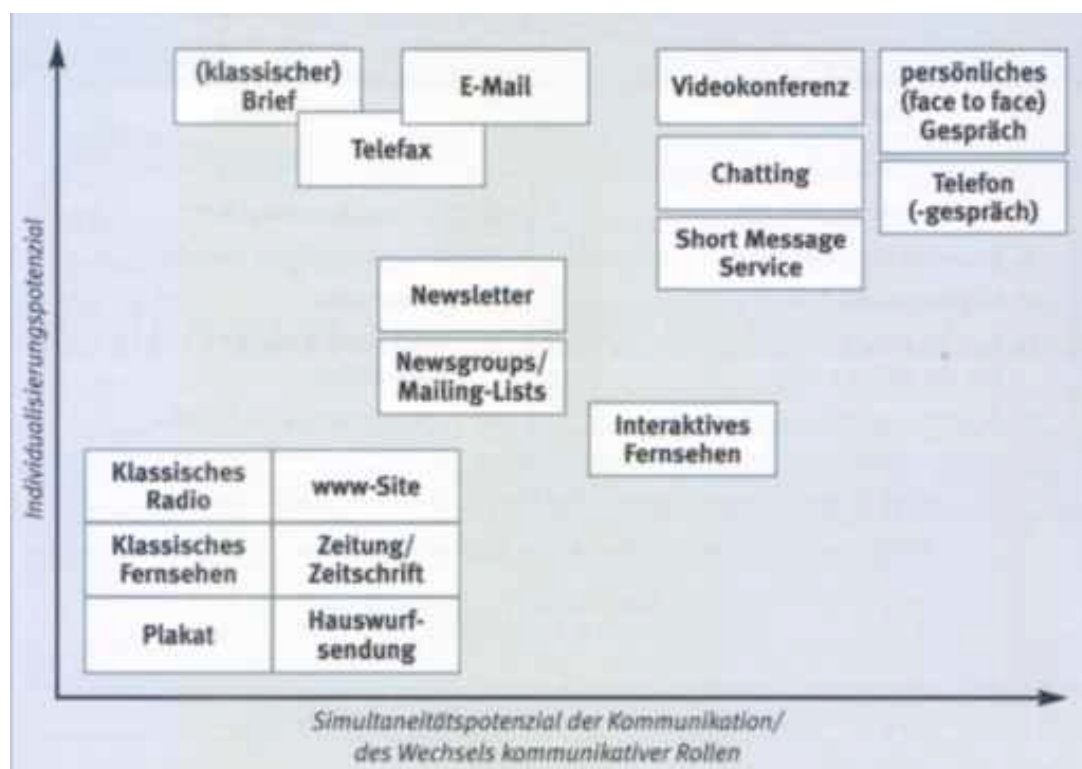 (klassischer)
Brief
E-Mail
Telefax
Videokonferenz
persönliches
(face to face)
Gespräch
Chatting
Telefon
(-gespräch)
Short Message
Service
Newsletter
Newsgroups/
Mailing-Lists
Interaktives
Fernsehen
Klassisches
Radio
www-Site
Klassisches
Fernsehen
Zeitung/
Zeitschrift
Plakat
Hauswurf-
sendung
Individualisierungspotenzial
Simultaneitätspotenzial der Kommunikation/
des Wechsels kommunikativer Rollen